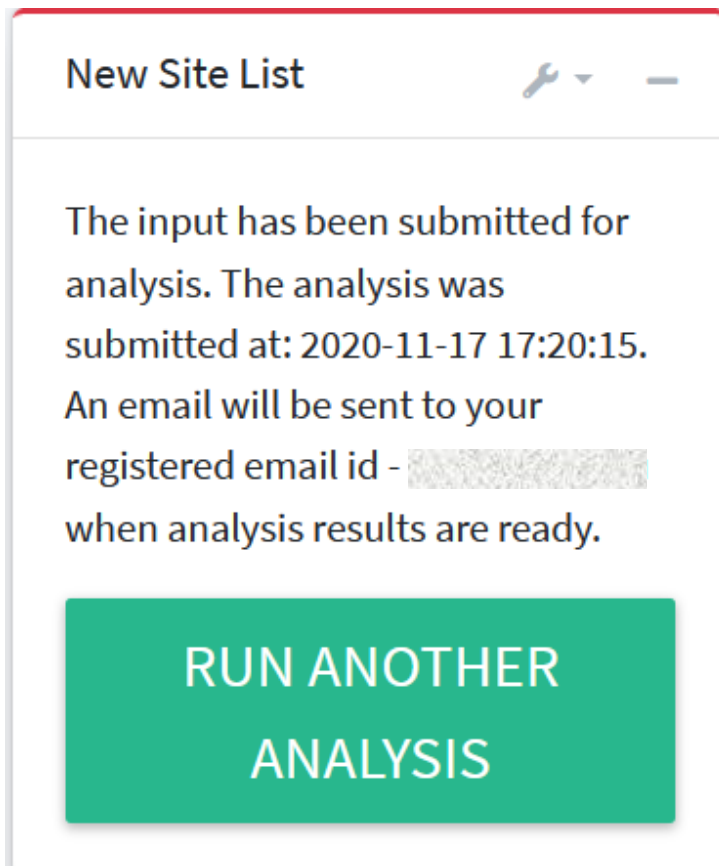 New Site List
The input has been submitted for
analysis. The analysis was
submitted at: 2020-11-17 17:20:15.
An email will be sent to your
registered email id -
when analysis results are ready.
RUN ANOTHER
ANALYSIS